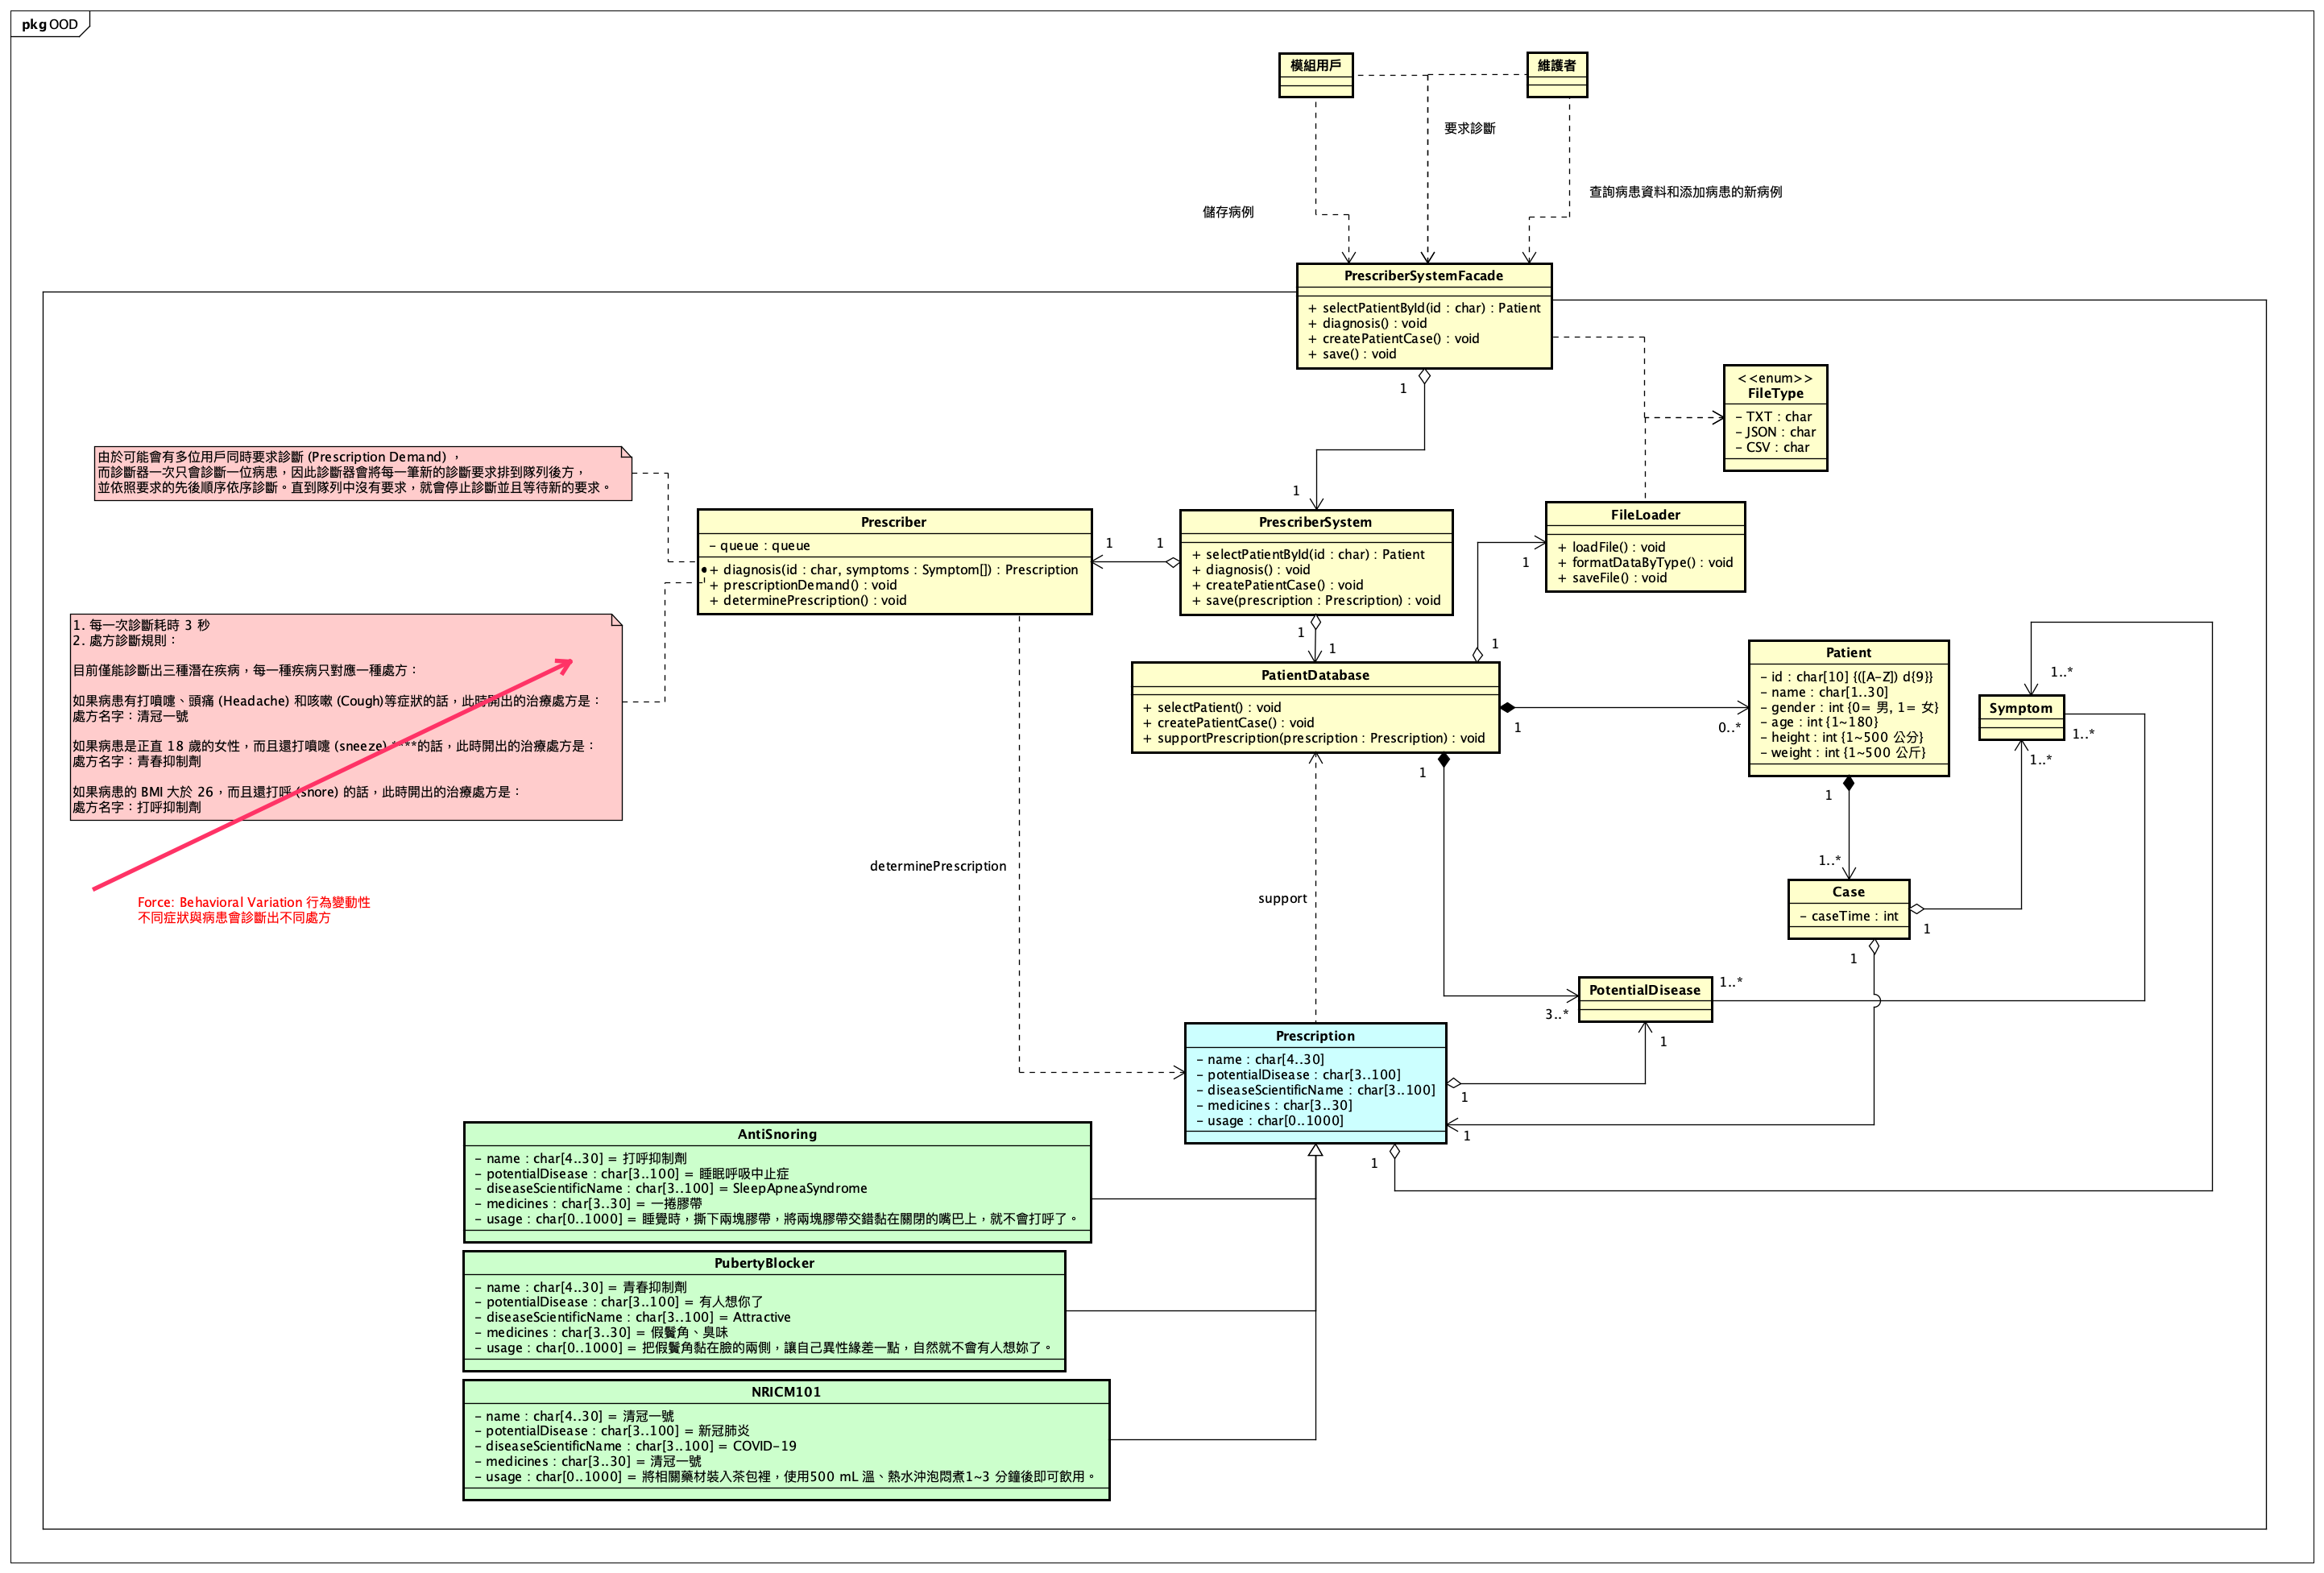 pkg OOD
模組用戶
維護者
要求診斷
查詢病患資料和添加病患的新病例
儲存病例
PrescriberSystemFacade
+ selectPatientById(id : char) : Patient
+ diagnosis() : void
+ createPatientCase() : void
+ save() : void
1
<<enum>>
FileType
- TXT : char
- JSON : char
- CSV : char
由於可能會有多位用戶同時要求診斷 (Prescription Demand) ，
而診斷器一次只會診斷一位病患，因此診斷器會將每一筆新的診斷要求排到隊列後方，
並依照要求的先後順序依序診斷。直到隊列中沒有要求，就會停止診斷並且等待新的要求。
1
Prescriber
- queue : queue
+ diagnosis(id : char, symptoms : Symptom[]) : Prescription
+ prescriptionDemand() : void
+ determinePrescription() : void
1
1
PrescriberSystem
+ selectPatientById(id : char) : Patient
+ diagnosis() : void
+ createPatientCase() : void
+ save(prescription : Prescription) : void
1
1
FileLoader
+ loadFile() : void
+ formatDataByType() : void
+ saveFile() : void
1
1
1. 每一次診斷耗時 3 秒
2. 處方診斷規則：
目前僅能診斷出三種潛在疾病，每一種疾病只對應一種處方：
如果病患有打噴嚏、頭痛 (Headache) 和咳嗽 (Cough)等症狀的話，此時開出的治療處方是：
處方名字：清冠一號
如果病患是正直 18 歲的女性，而且還打噴嚏 (sneeze) ****的話，此時開出的治療處方是：
處方名字：青春抑制劑
如果病患的 BMI 大於 26，而且還打呼 (snore) 的話，此時開出的治療處方是：
處方名字：打呼抑制劑
Force: Behavioral Variation 行為變動性
不同症狀與病患會診斷出不同處方
PatientDatabase
+ selectPatient() : void
+ createPatientCase() : void
+ supportPrescription(prescription : Prescription) : void
1
0..*
1
Patient
- id : char[10] {([A-Z]) d{9}}
- name : char[1..30]
- gender : int {0= 男, 1= 女}
- age : int {1~180}
- height : int {1~500 公分}
- weight : int {1~500 公斤}
1
1..*
1..*
Symptom
1..*
1..*
Case
- caseTime : int
1
1
determinePrescription
support
PotentialDisease
1..*
3..*
1
Prescription
- name : char[4..30]
- potentialDisease : char[3..100]
- diseaseScientificName : char[3..100]
- medicines : char[3..30]
- usage : char[0..1000]
1
1
1
AntiSnoring
- name : char[4..30] = 打呼抑制劑
- potentialDisease : char[3..100] = 睡眠呼吸中止症
- diseaseScientificName : char[3..100] = SleepApneaSyndrome
- medicines : char[3..30] = 一捲膠帶
- usage : char[0..1000] = 睡覺時，撕下兩塊膠帶，將兩塊膠帶交錯黏在關閉的嘴巴上，就不會打呼了。
PubertyBlocker
- name : char[4..30] = 青春抑制劑
- potentialDisease : char[3..100] = 有人想你了
- diseaseScientificName : char[3..100] = Attractive
- medicines : char[3..30] = 假鬢角、臭味
- usage : char[0..1000] = 把假鬢角黏在臉的兩側，讓自己異性緣差一點，自然就不會有人想妳了。
NRICM101
- name : char[4..30] = 清冠一號
- potentialDisease : char[3..100] = 新冠肺炎
- diseaseScientificName : char[3..100] = COVID-19
- medicines : char[3..30] = 清冠一號
- usage : char[0..1000] = 將相關藥材裝入茶包裡，使用500 mL 溫、熱水沖泡悶煮1~3 分鐘後即可飲用。